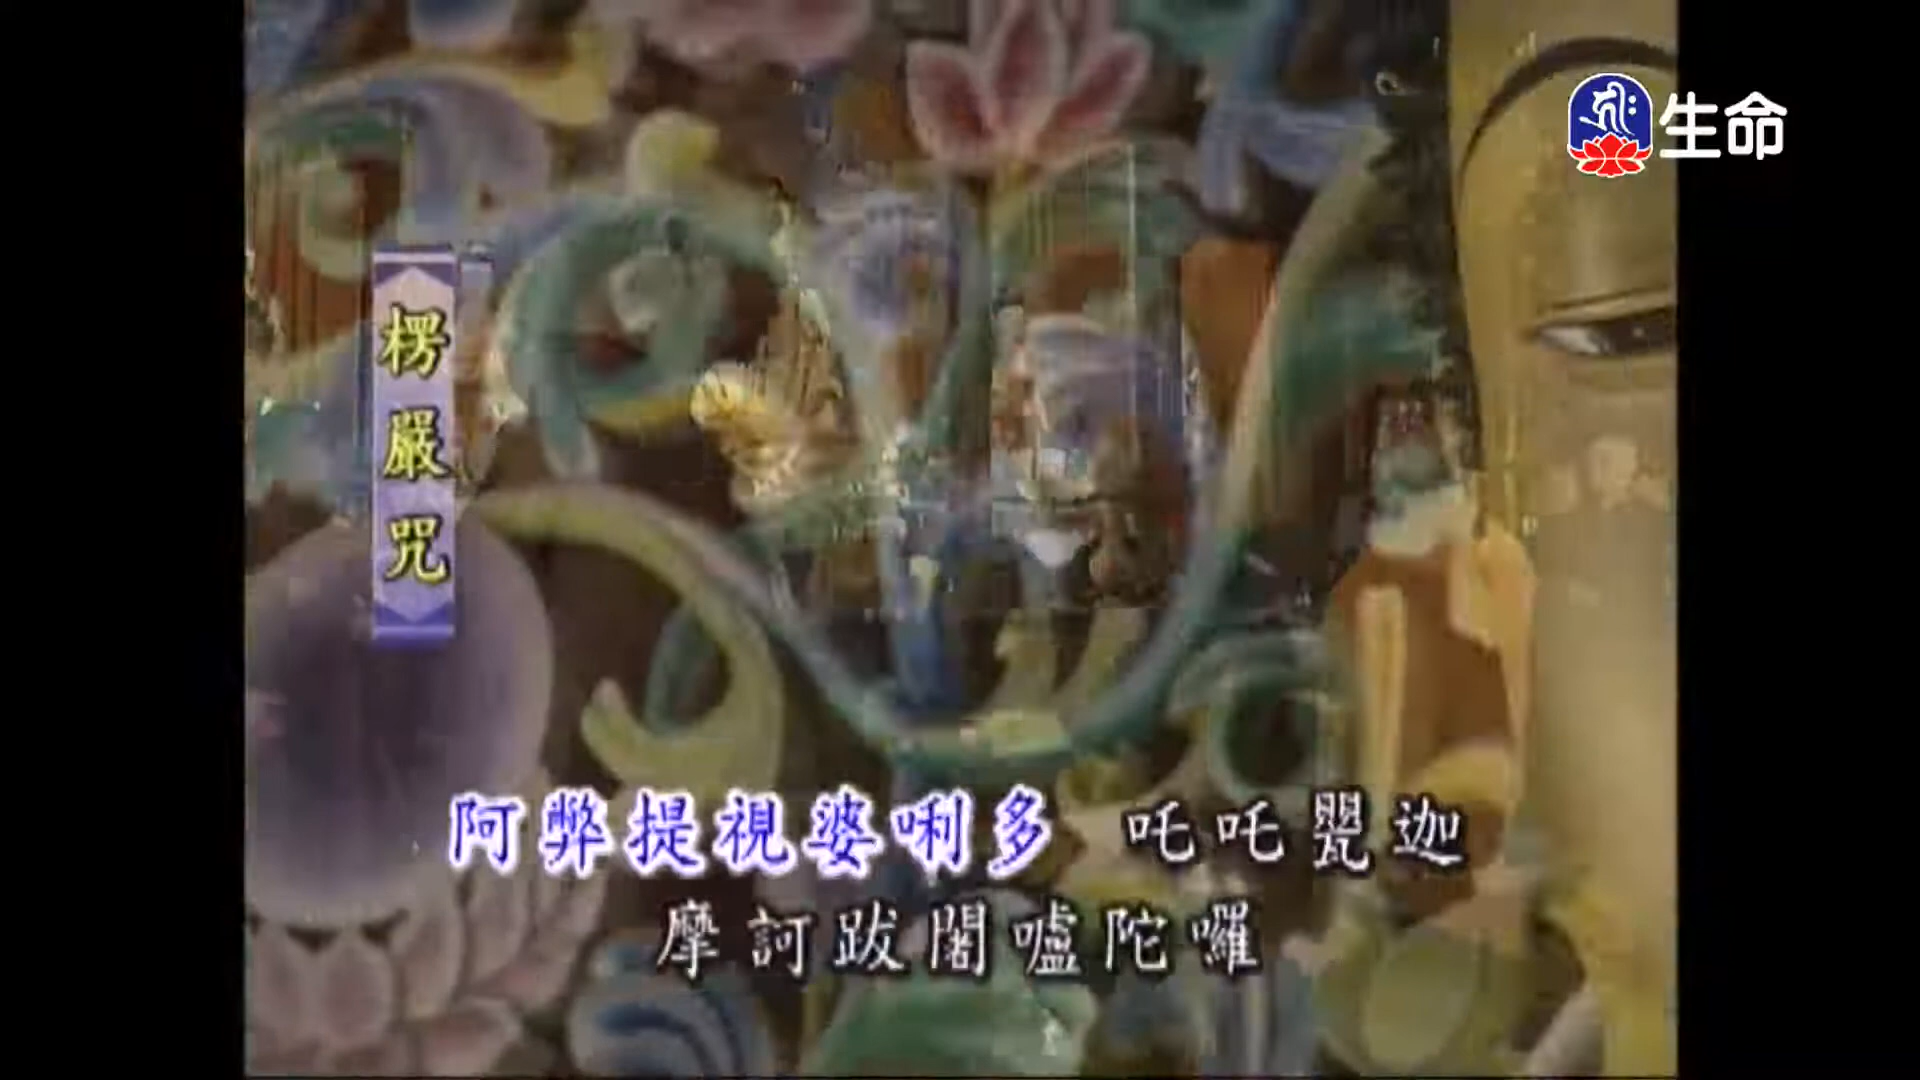 生命
楞嚴咒
阿弊提視婆唎多 吒吒甖迦
摩訶跋闍嚧陀囉